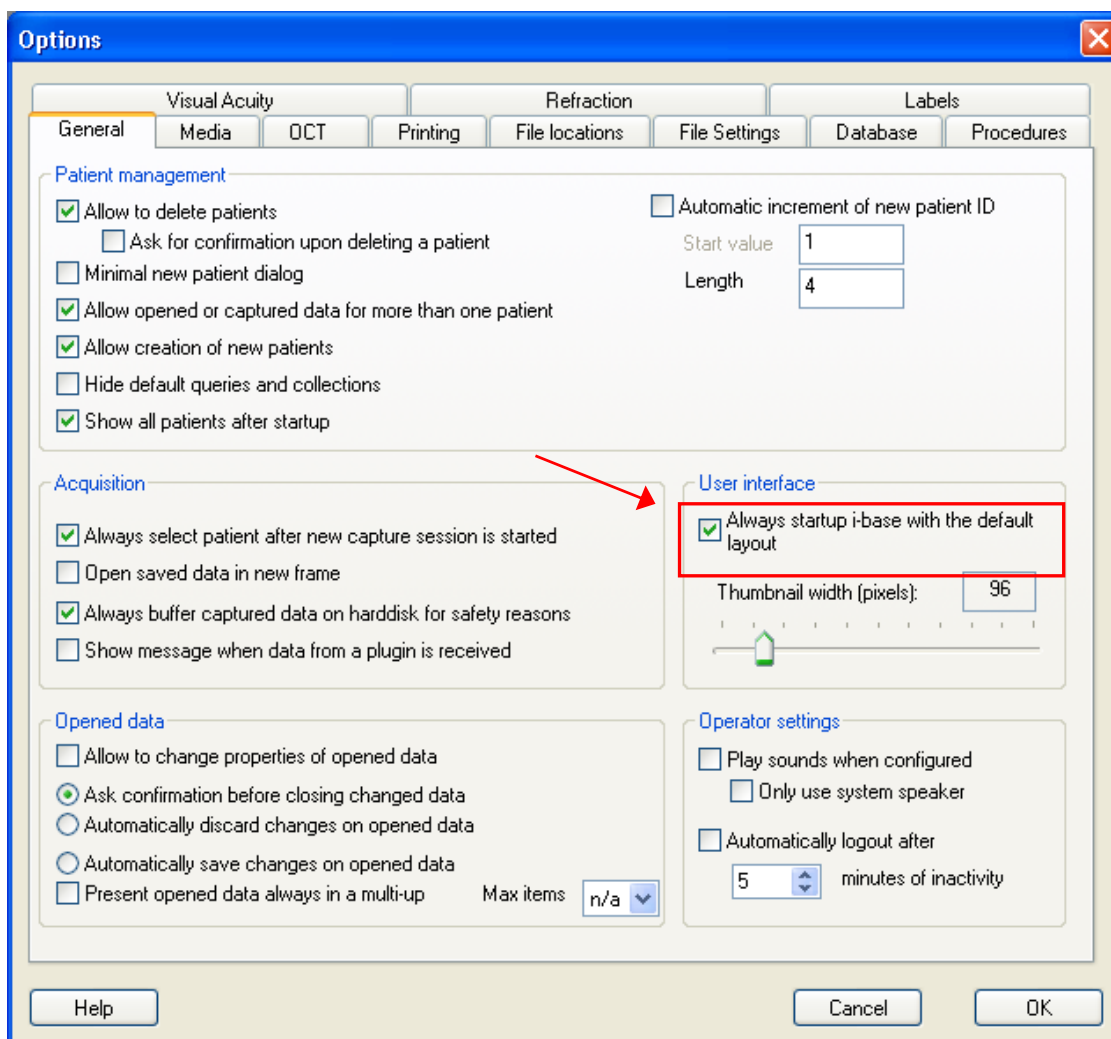 Options
Visual Acuity
Refraction
Labels
General
Media
OCT
Printing
File locations
File Settings
Database
Procedures
Patient management
Allow to delete patients
Ask for confirmation upon deleting a patient
Minimal new patient dialog
Allow opened or captured data for more than one patient
Allow creation of new patients
Hide default queries and collections
Show all patients after startup
Automatic increment of new patient ID
Start value
1
Length
4
Acquisition
Always select patient after new capture session is started
Open saved data in new frame
Always buffer captured data on harddisk for safety reasons
Show message when data from a plugin is received
User interface
Always startup i-base with the default
layout
Thumbnail width (pixels):
96
Opened data
Allow to change properties of opened data
Ask confirmation before closing changed data
Automatically discard changes on opened data
Automatically save changes on opened data
Present opened data always in a multi-up
Max items
n/a
Operator settings
Play sounds when configured
Only use system speaker
Automatically logout after
5
minutes of inactivity
Help
Cancel
OK